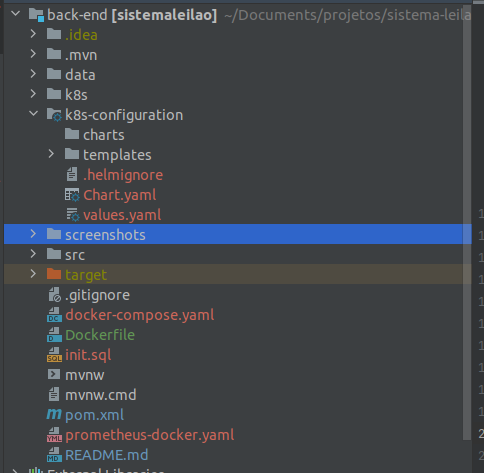 back-end [sistemaleilao] ~/Documents/projetos/sistema-leila
.idea
.mvn
data
k8s
k8s-configuration
charts
templates
.helmignore
Chart.yaml
values.yaml
screenshots
src
target
.gitignore
docker-compose.yaml
Dockerfile
init.sql
mvnw
mvnw.cmd
pom.xml
prometheus-docker.yaml
README.md